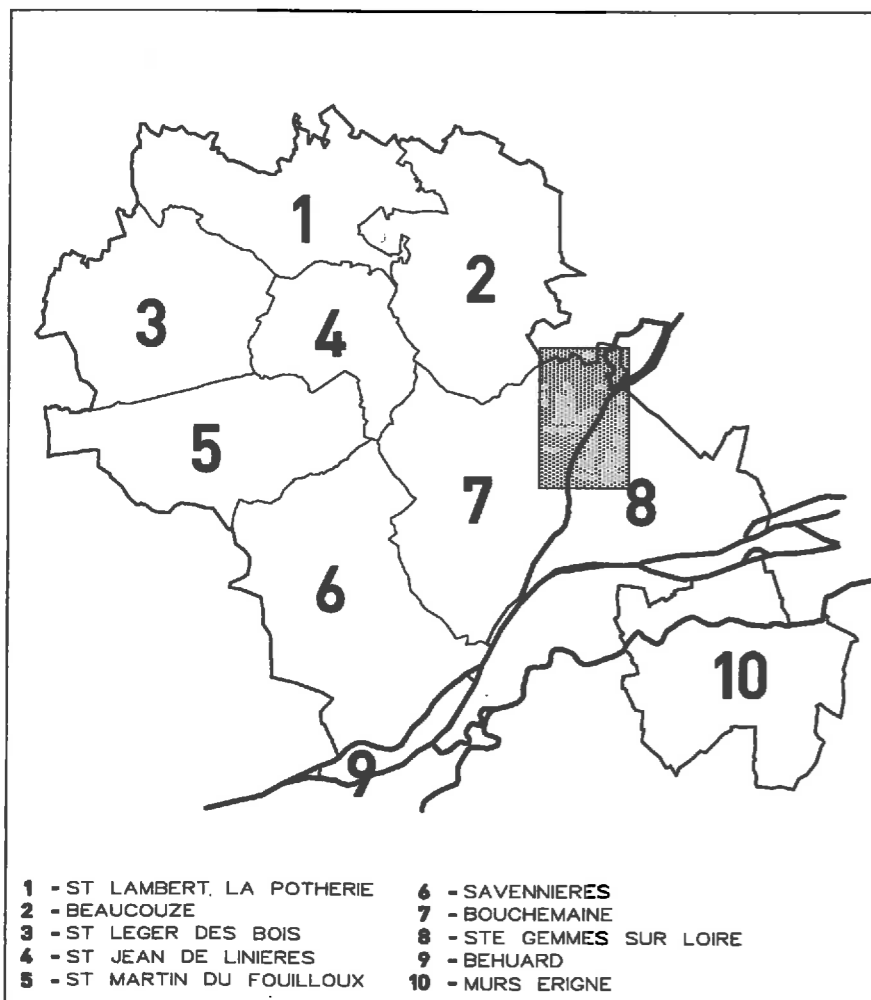 1
2
3
4
5
6
7
8
9
10
1 - ST LAMBERT LA POTHERIE
2 - BEAUCOUZE
3 - ST LEGER DES BOIS
4 - ST JEAN DE LINIERES
5 - ST MARTIN DU FOUILLOUX
6 - SAVENNIERES
7 - BOUCHEMAINE
8 - STE GEMMES SUR LOIRE
9 - BEHUARD
10 - MURS ERIGNE